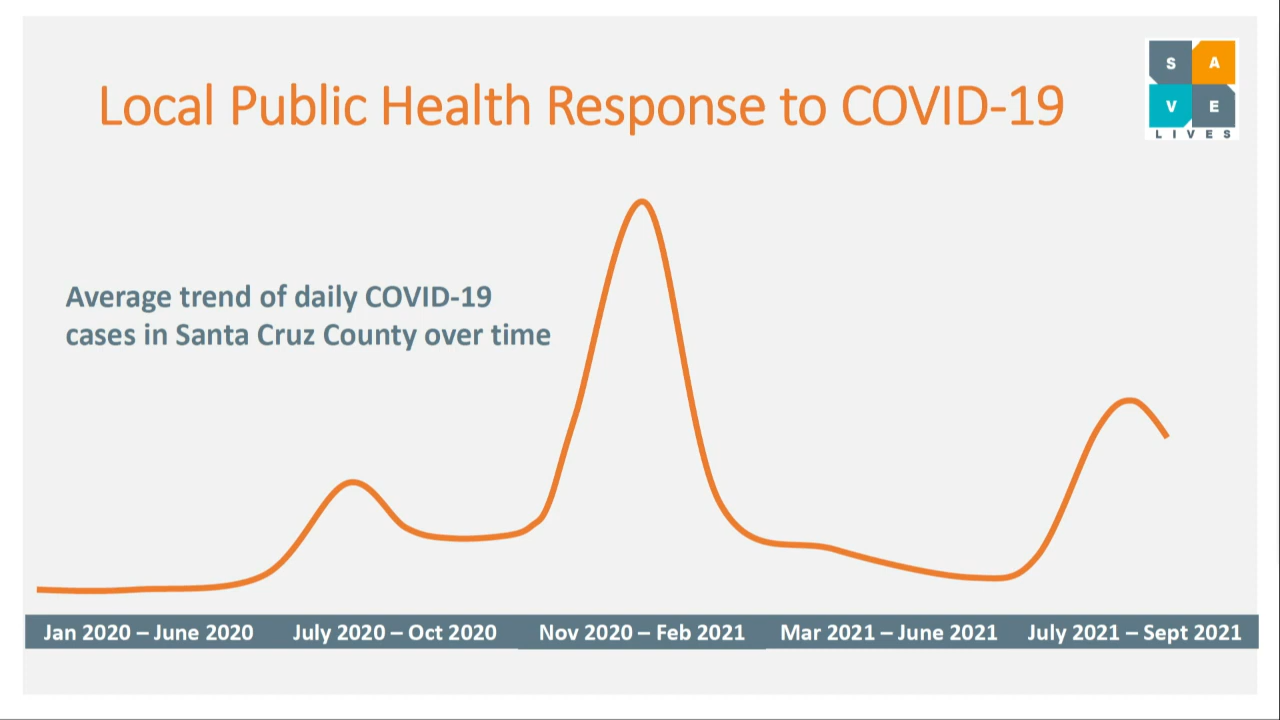 Local Public Health Response to COVID-19
S A
V E
LIVES
Average trend of daily COVID-19
cases in Santa Cruz County over time
Jan 2020 – June 2020 July 2020 – Oct 2020 Nov 2020 – Feb 2021 Mar 2021 – June 2021 July 2021 – Sept 2021